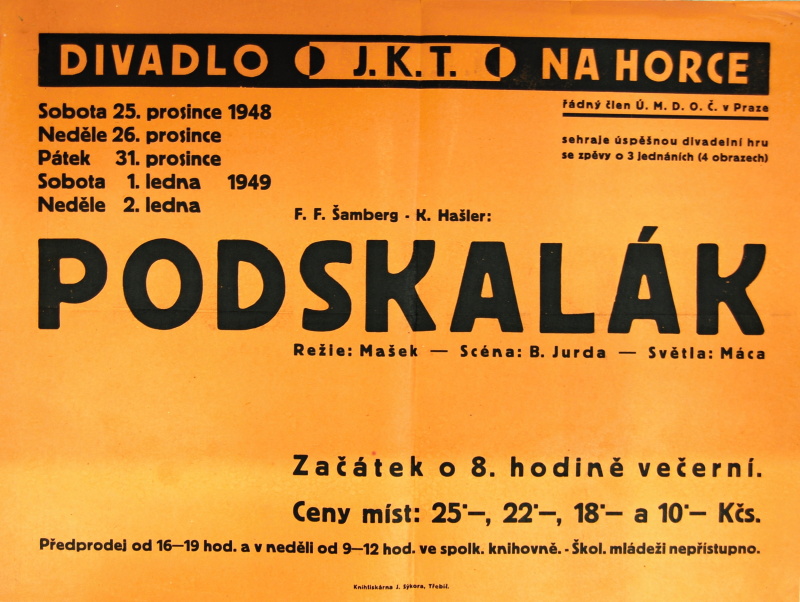 DIVADLO J.K.T. NA HORCE
Sobota 25. prosince 1948
Neděle 26. prosince
Pátek 31. prosince
Sobota 1. ledna 1949
Neděle 2. ledna
řádný člen Ú. M. D. O. Č. v Praze
sehraje úspěšnou divadelní hru
se zpěvy o 3 jednáních (4 obrazech)
F. F. Šamberg - K. Hašler:
PODSKALÁK
Režie: Mašek — Scéna: B. Jurda — Světla: Máca
Začátek o 8. hodině večerní.
Ceny míst: 25·–, 22·–, 18·– a 10·– Kčs.
Předprodej od 16–19 hod. a v neděli od 9–12 hod. ve spolk. knihovně. - Škol. mládeži nepřístupno.
Knihtiskárna J. Sýkora, Třebíč.